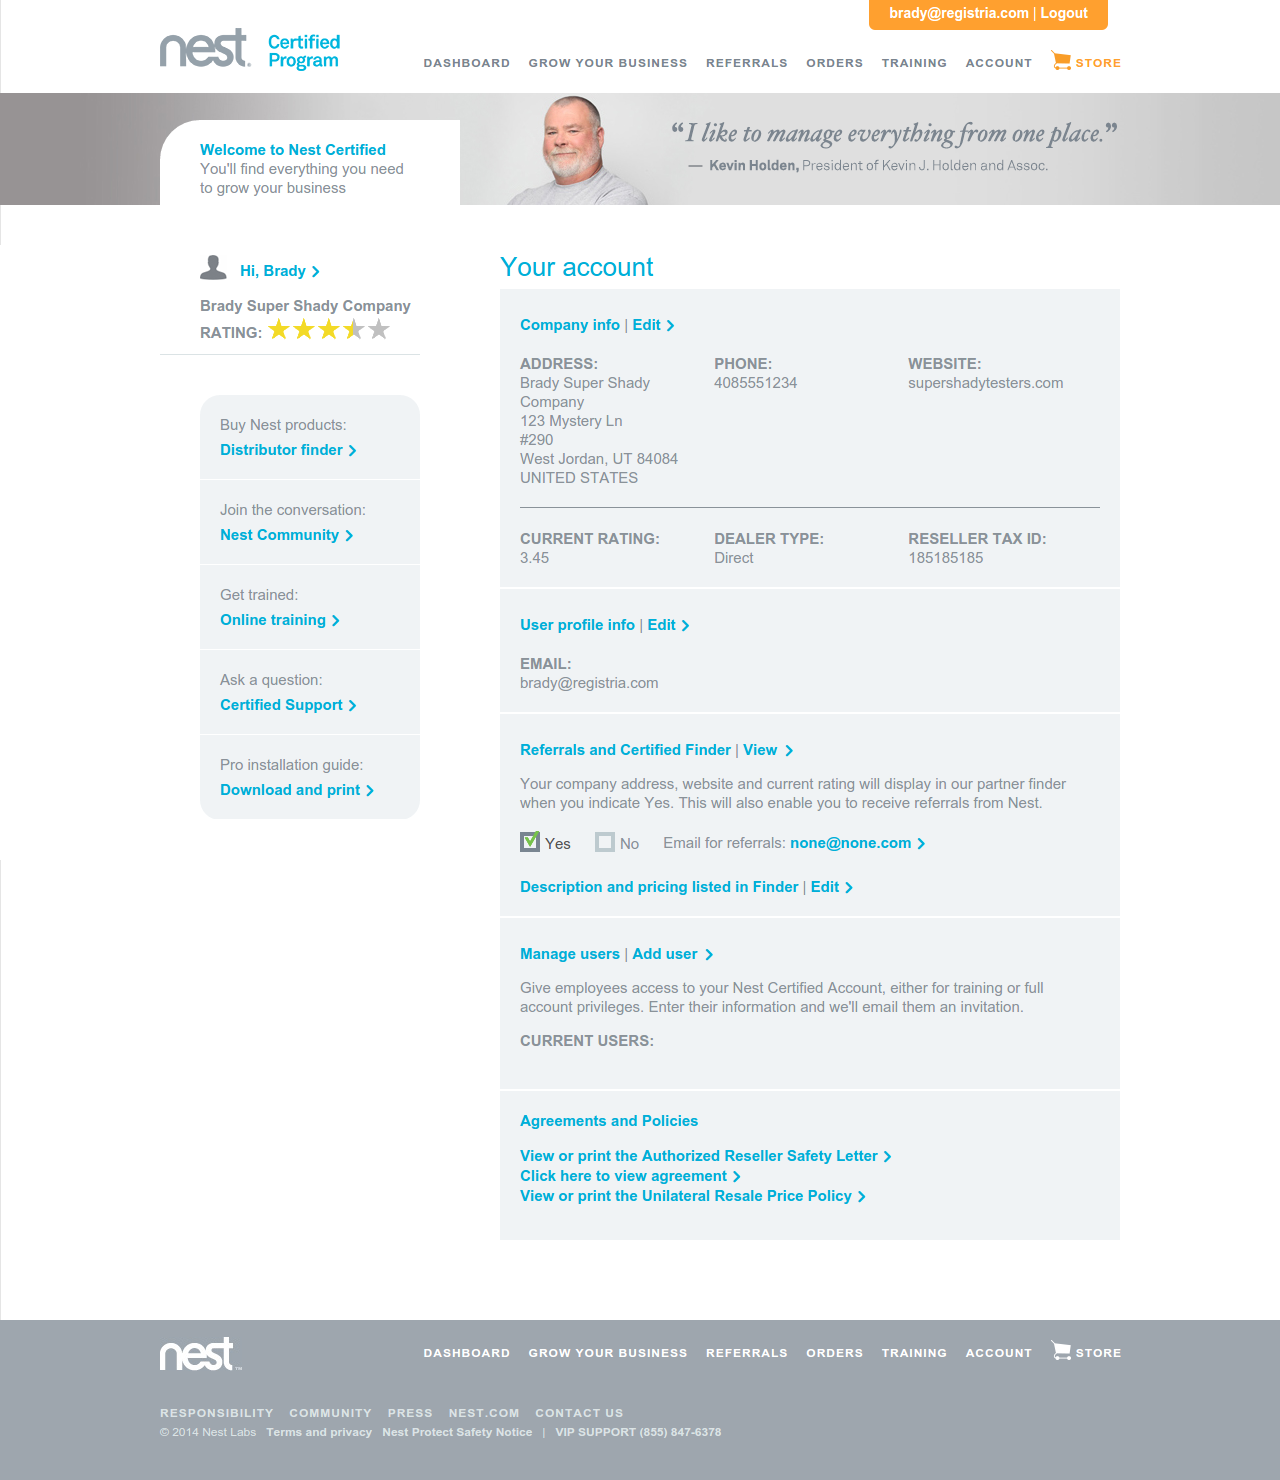 brady@registria.com | Logout
nest Certified Program
DASHBOARD GROW YOUR BUSINESS REFERRALS ORDERS TRAINING ACCOUNT STORE
Welcome to Nest Certified
You'll find everything you need
to grow your business
“I like to manage everything from one place.”
— Kevin Holden, President of Kevin J. Holden and Assoc.
Hi, Brady
Brady Super Shady Company
RATING:
Buy Nest products:
Distributor finder
Join the conversation:
Nest Community
Get trained:
Online training
Ask a question:
Certified Support
Pro installation guide:
Download and print
Your account
Company info | Edit
ADDRESS: PHONE: WEBSITE:
Brady Super Shady 4085551234 supershadytesters.com
Company
123 Mystery Ln
#290
West Jordan, UT 84084
UNITED STATES
CURRENT RATING: DEALER TYPE: RESELLER TAX ID:
3.45 Direct 185185185
User profile info | Edit
EMAIL:
brady@registria.com
Referrals and Certified Finder | View
Your company address, website and current rating will display in our partner finder
when you indicate Yes. This will also enable you to receive referrals from Nest.
Yes No Email for referrals: none@none.com
Description and pricing listed in Finder | Edit
Manage users | Add user
Give employees access to your Nest Certified Account, either for training or full
account privileges. Enter their information and we'll email them an invitation.
CURRENT USERS:
Agreements and Policies
View or print the Authorized Reseller Safety Letter
Click here to view agreement
View or print the Unilateral Resale Price Policy
nest™
DASHBOARD GROW YOUR BUSINESS REFERRALS ORDERS TRAINING ACCOUNT STORE
RESPONSIBILITY COMMUNITY PRESS NEST.COM CONTACT US
© 2014 Nest Labs Terms and privacy Nest Protect Safety Notice | VIP SUPPORT (855) 847-6378